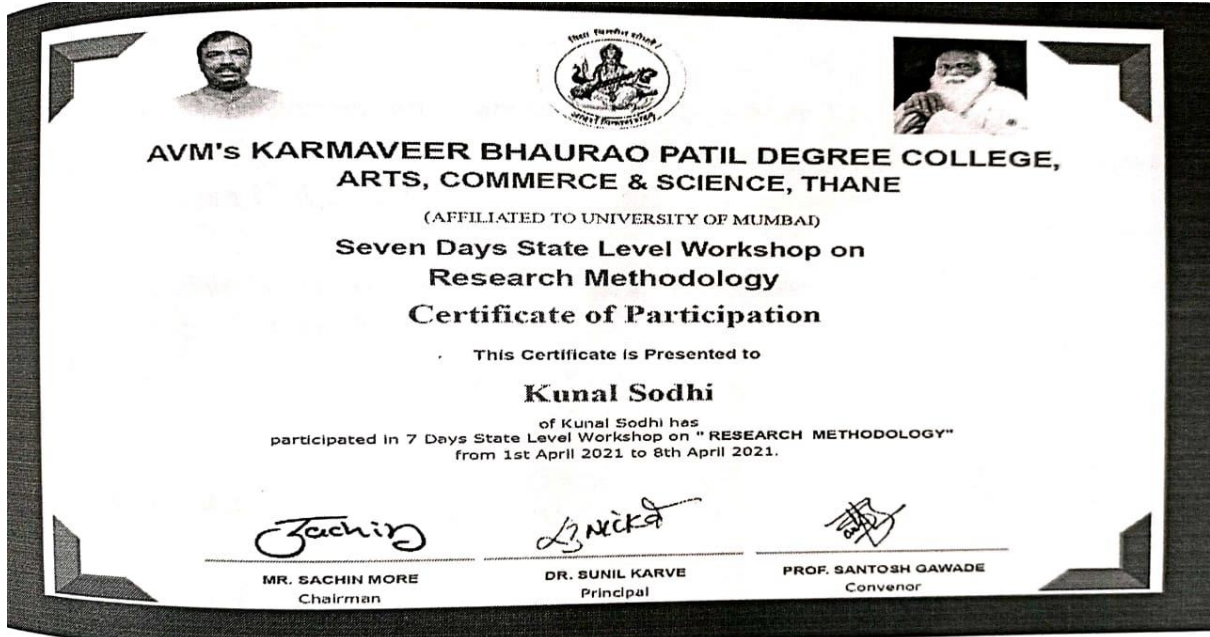 AVM's KARMAVEER BHAURAO PATIL DEGREE COLLEGE,
ARTS, COMMERCE & SCIENCE, THANE
(AFFILIATED TO UNIVERSITY OF MUMBAI)
Seven Days State Level Workshop on
Research Methodology
Certificate of Participation
This Certificate is Presented to
Kunal Sodhi
of Kunal Sodhi has
participated in 7 Days State Level Workshop on " RESEARCH METHODOLOGY"
from 1st April 2021 to 8th April 2021.
Sachin
MR. SACHIN MORE DR. SUNIL KARVE PROF. SANTOSH GAWADE
Chairman Principal Convenor